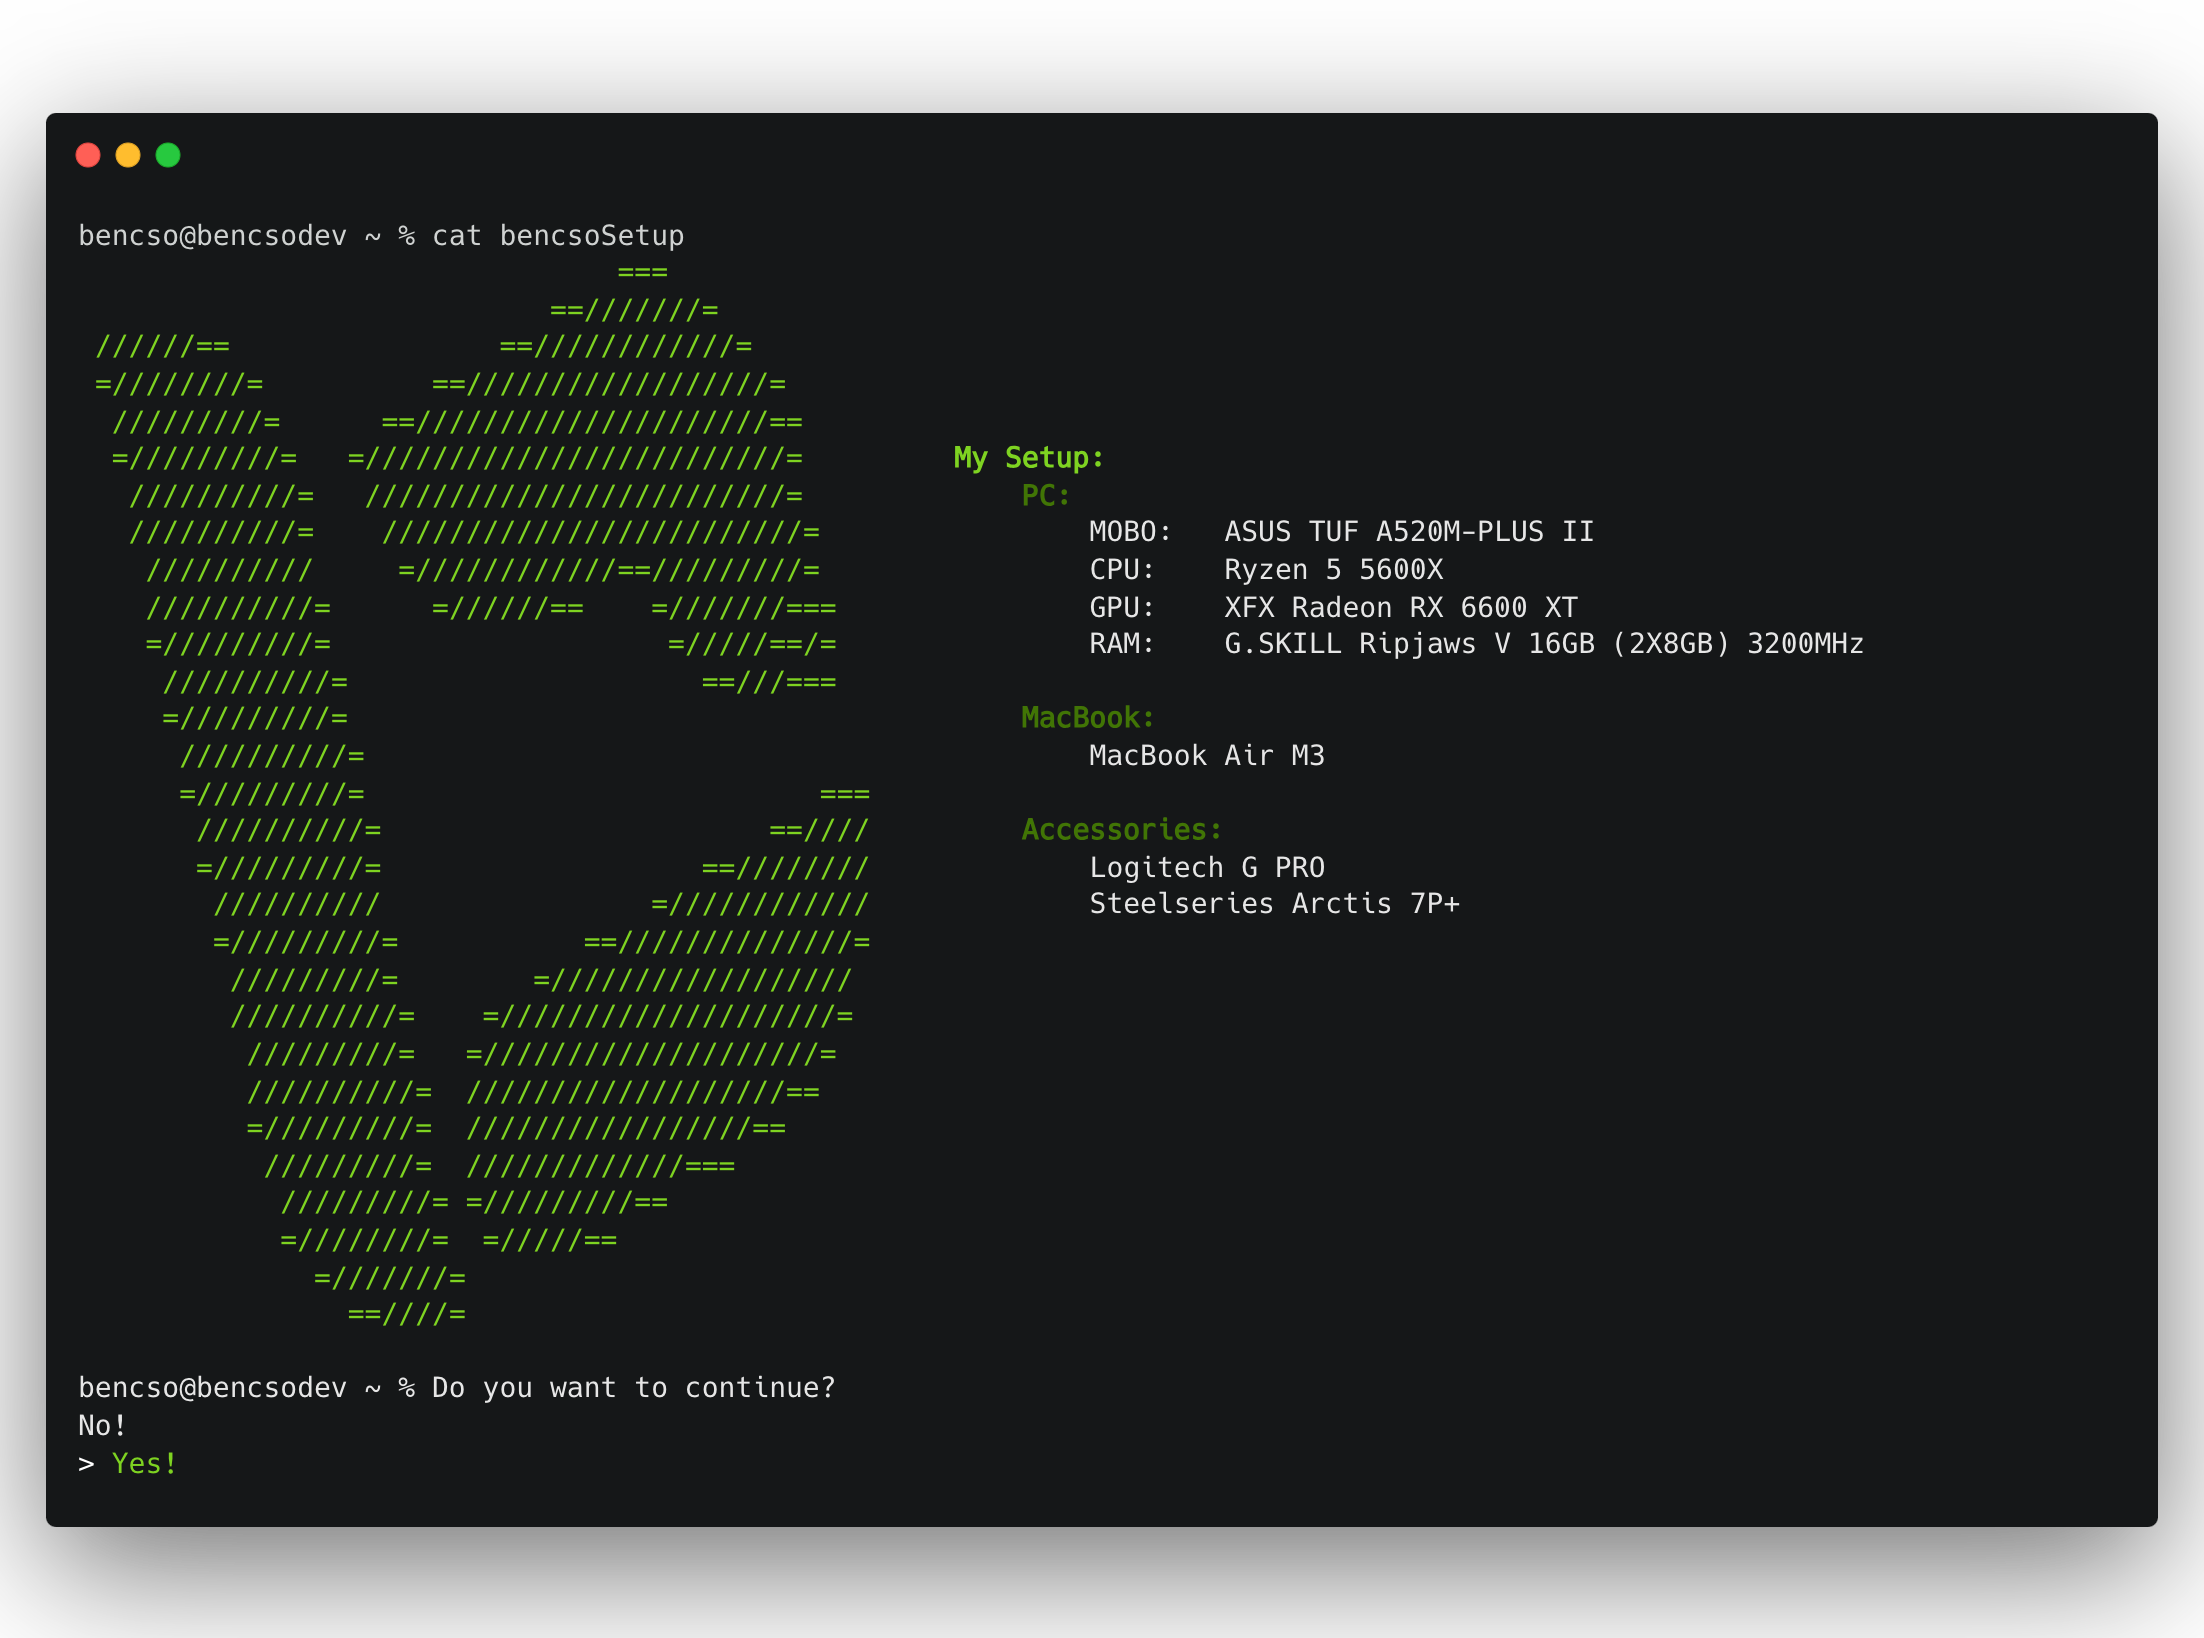 bencso@bencsodev ~ % cat bencsoSetup
My Setup:
PC:
MOBO: ASUS TUF A520M-PLUS II
CPU: Ryzen 5 5600X
GPU: XFX Radeon RX 6600 XT
RAM: G.SKILL Ripjaws V 16GB (2X8GB) 3200MHz
MacBook:
MacBook Air M3
Accessories:
Logitech G PRO
Steelseries Arctis 7P+
bencso@bencsodev ~ % Do you want to continue?
No!
> Yes!